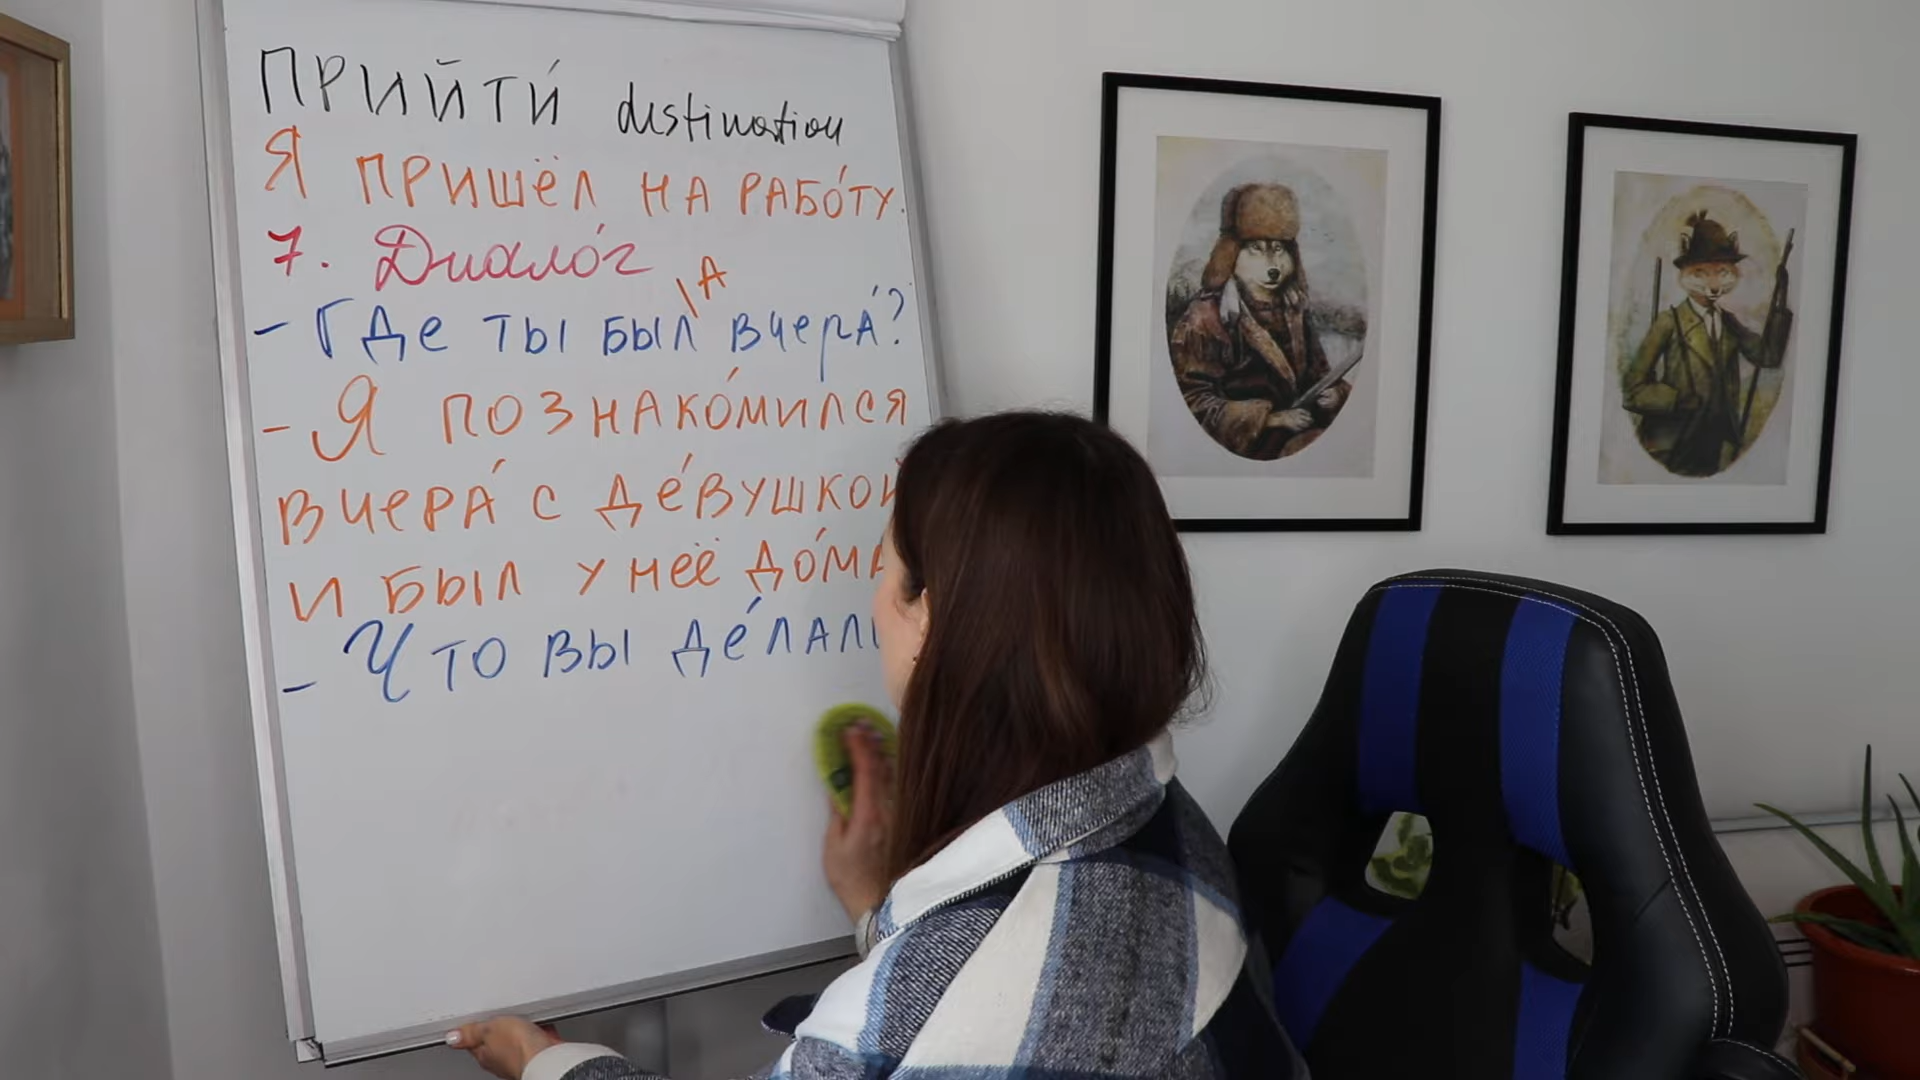 ПРИЙТИ́ destination
Я ПРИШЁЛ НА РАБО́ТУ.
7. Диало́г
- Где ты был\А вчера́?
- Я познако́мился
вчера́ с де́вушкой
и был у неё до́ма
- Что вы де́лали